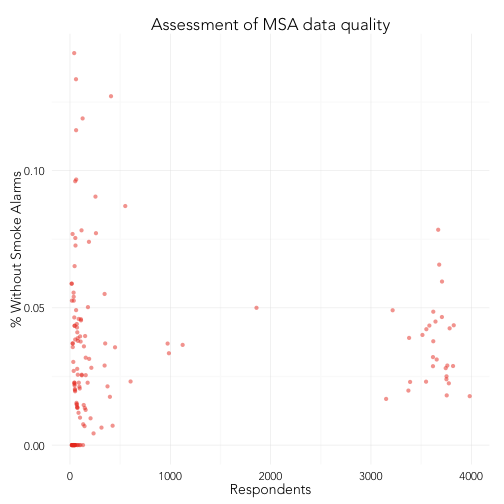 Assessment of MSA data quality
% Without Smoke Alarms
0.10
0.05
0.00
0
1000
2000
3000
4000
Respondents